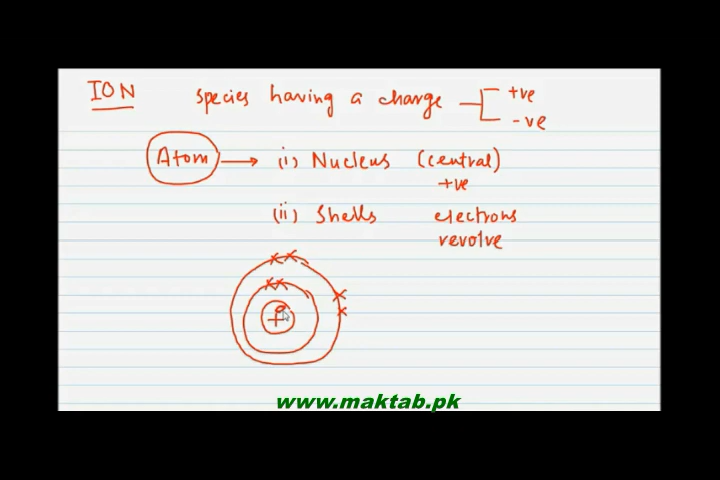 ION species having a charge +ve
-ve
Atom (i) Nucleus (central)
+ve
(ii) Shells electrons
revolve
+
www.maktab.pk